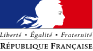 Liberté • Égalité • Fraternité
RÉPUBLIQUE FRANÇAISE